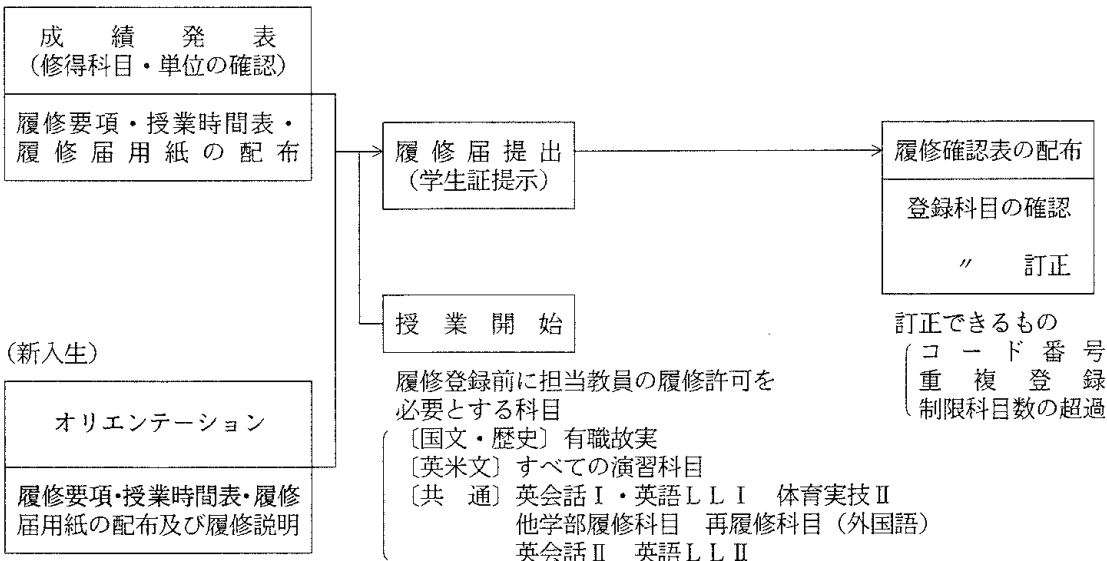 成績発表
(修得科目・単位の確認)
履修要項・授業時間表・
履修届用紙の配布
(新入生)
オリエンテーション
履修要項・授業時間表・履修
届用紙の配布及び履修説明
履修届提出
(学生証提示)
授業開始
履修登録前に担当教員の履修許可を
必要とする科目
〔国文・歴史〕有職故実
〔英米文〕すべての演習科目
〔共 通〕英会話Ⅰ・英語ＬＬⅠ 体育実技Ⅱ
他学部履修科目 再履修科目(外国語)
英会話Ⅱ 英語ＬＬⅡ
履修確認表の配布
登録科目の確認
〃 訂正
訂正できるもの
コード番号
重複登録
制限科目数の超過